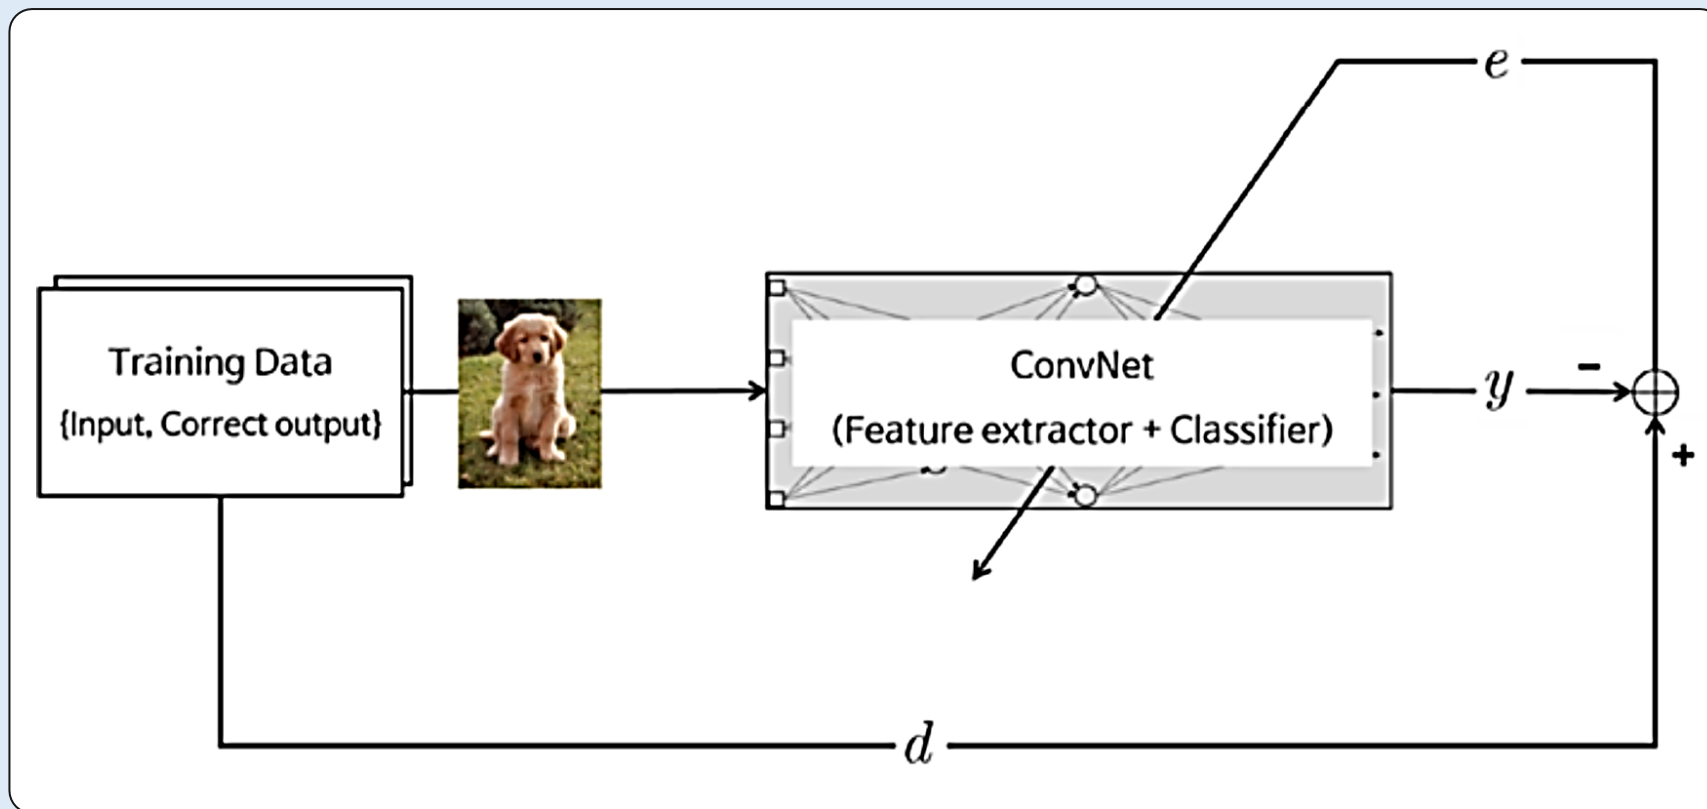 e
Training Data
{Input, Correct output}
ConvNet
(Feature extractor + Classifier)
y
-
+
d